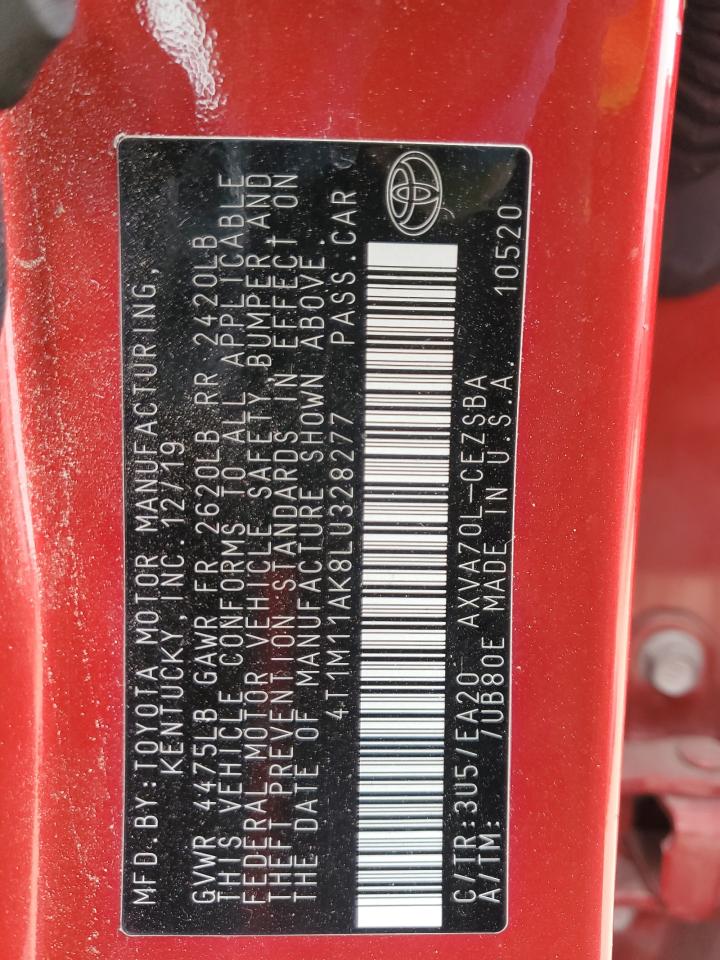 MFD. BY: TOYOTA MOTOR MANUFACTURING,
KENTUCKY, INC. 12/19
GVWR 4475LB GAWR FR 2620LB RR 2420LB
THIS VEHICLE CONFORMS TO ALL APPLICABLE
FEDERAL MOTOR VEHICLE SAFETY, BUMPER AND
THEFT PREVENTION STANDARDS IN EFFECT ON
THE DATE OF MANUFACTURE SHOWN ABOVE.
4T1M11AK8LU328277 PASS.CAR
C/TR:3U5/EA20 AXVA70L-CEZSBA
A/TM: /UB80E MADE IN U.S.A. 10520